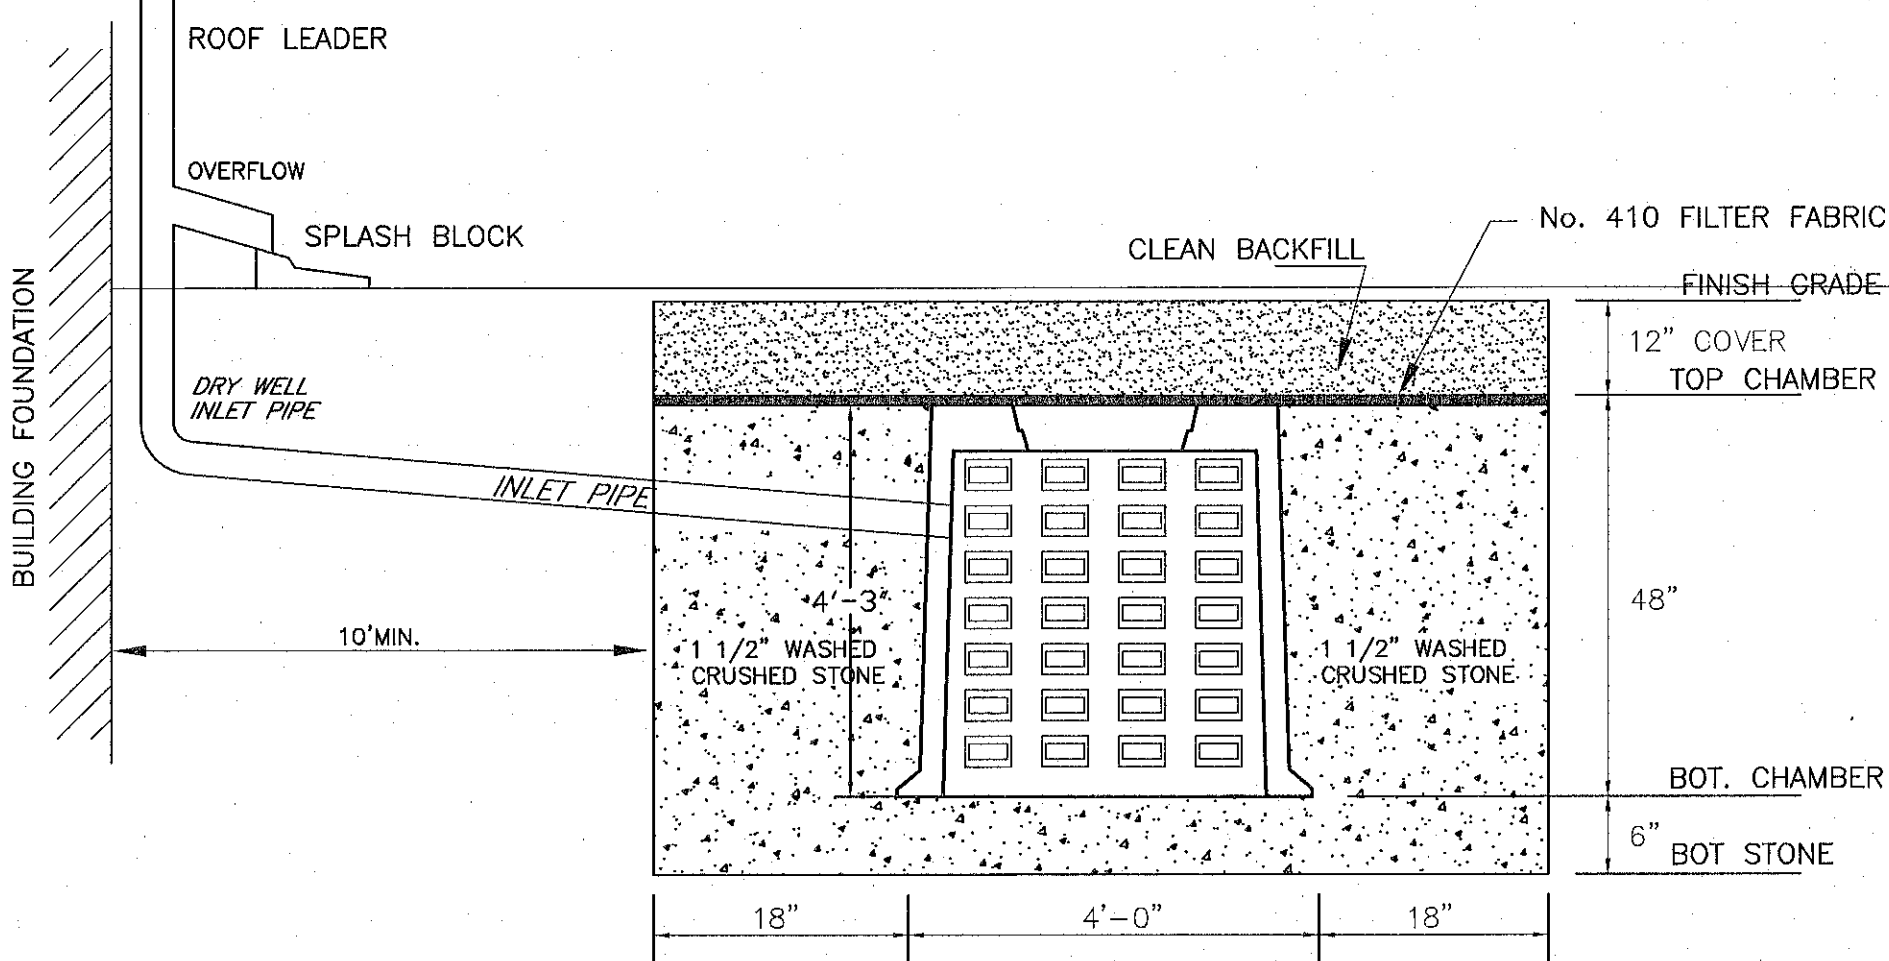 ROOF LEADER
OVERFLOW
SPLASH BLOCK
No. 410 FILTER FABRIC
CLEAN BACKFILL
FINISH GRADE
12" COVER
TOP CHAMBER
BUILDING FOUNDATION
DRY WELL
INLET PIPE
INLET PIPE
4'-3"
48"
10'MIN.
1 1/2" WASHED
CRUSHED STONE
1 1/2" WASHED
CRUSHED STONE
BOT. CHAMBER
6"
BOT STONE
18"
4'-0"
18"